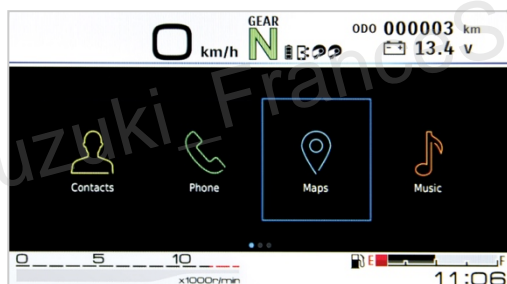 GEAR
0 km/h N ODO 000003 km
13.4 v
Contacts Phone Maps Music
0 5 10
x1000r/min
E F
11:06
uzuki_FrancoS